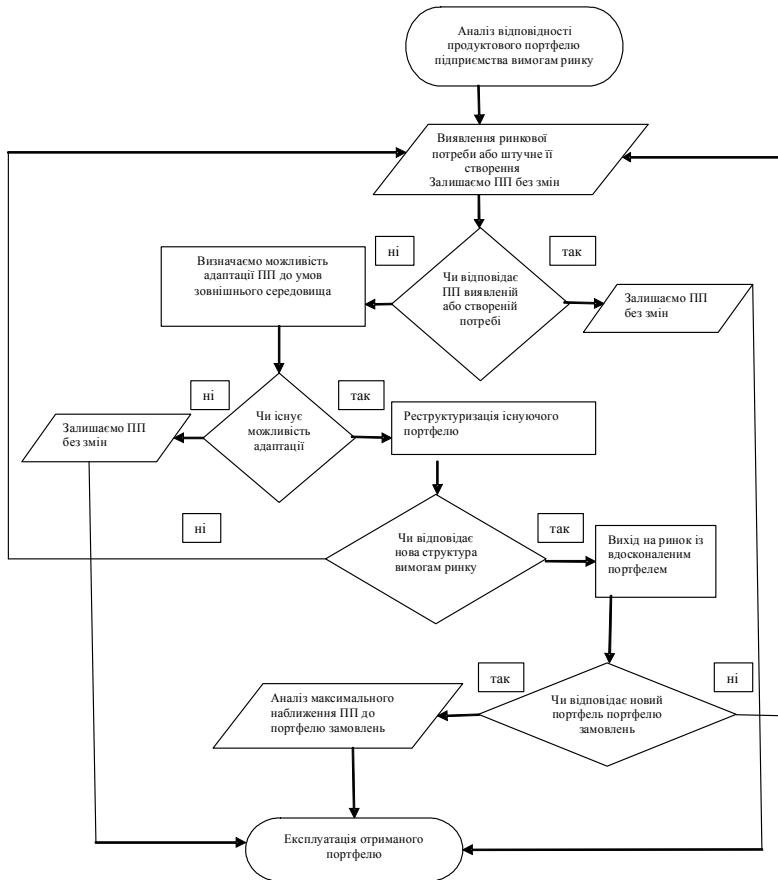 Аналіз відповідності
продуктового портфелю
підприємства вимогам ринку
Виявлення ринкової
потреби або штучне її
створення
Залишаємо ПП без змін
ні
так
Визначаємо можливість
адаптації ПП до умов
зовнішнього середовища
Чи відповідає
ПП виявленій
або створеній
потребі
Залишаємо ПП
без змін
ні
так
Залишаємо ПП
без змін
Чи існує
можливість
адаптації
Реструктуризація існуючого
портфелю
ні
так
Чи відповідає
нова структура
вимогам ринку
Вихід на ринок із
вдосконаленим
портфелем
так
ні
Аналіз максимального
наближення ПП до
портфелю замовлень
Чи відповідає новий
портфель портфелю
замовлень
Експлуатація отриманого
портфелю